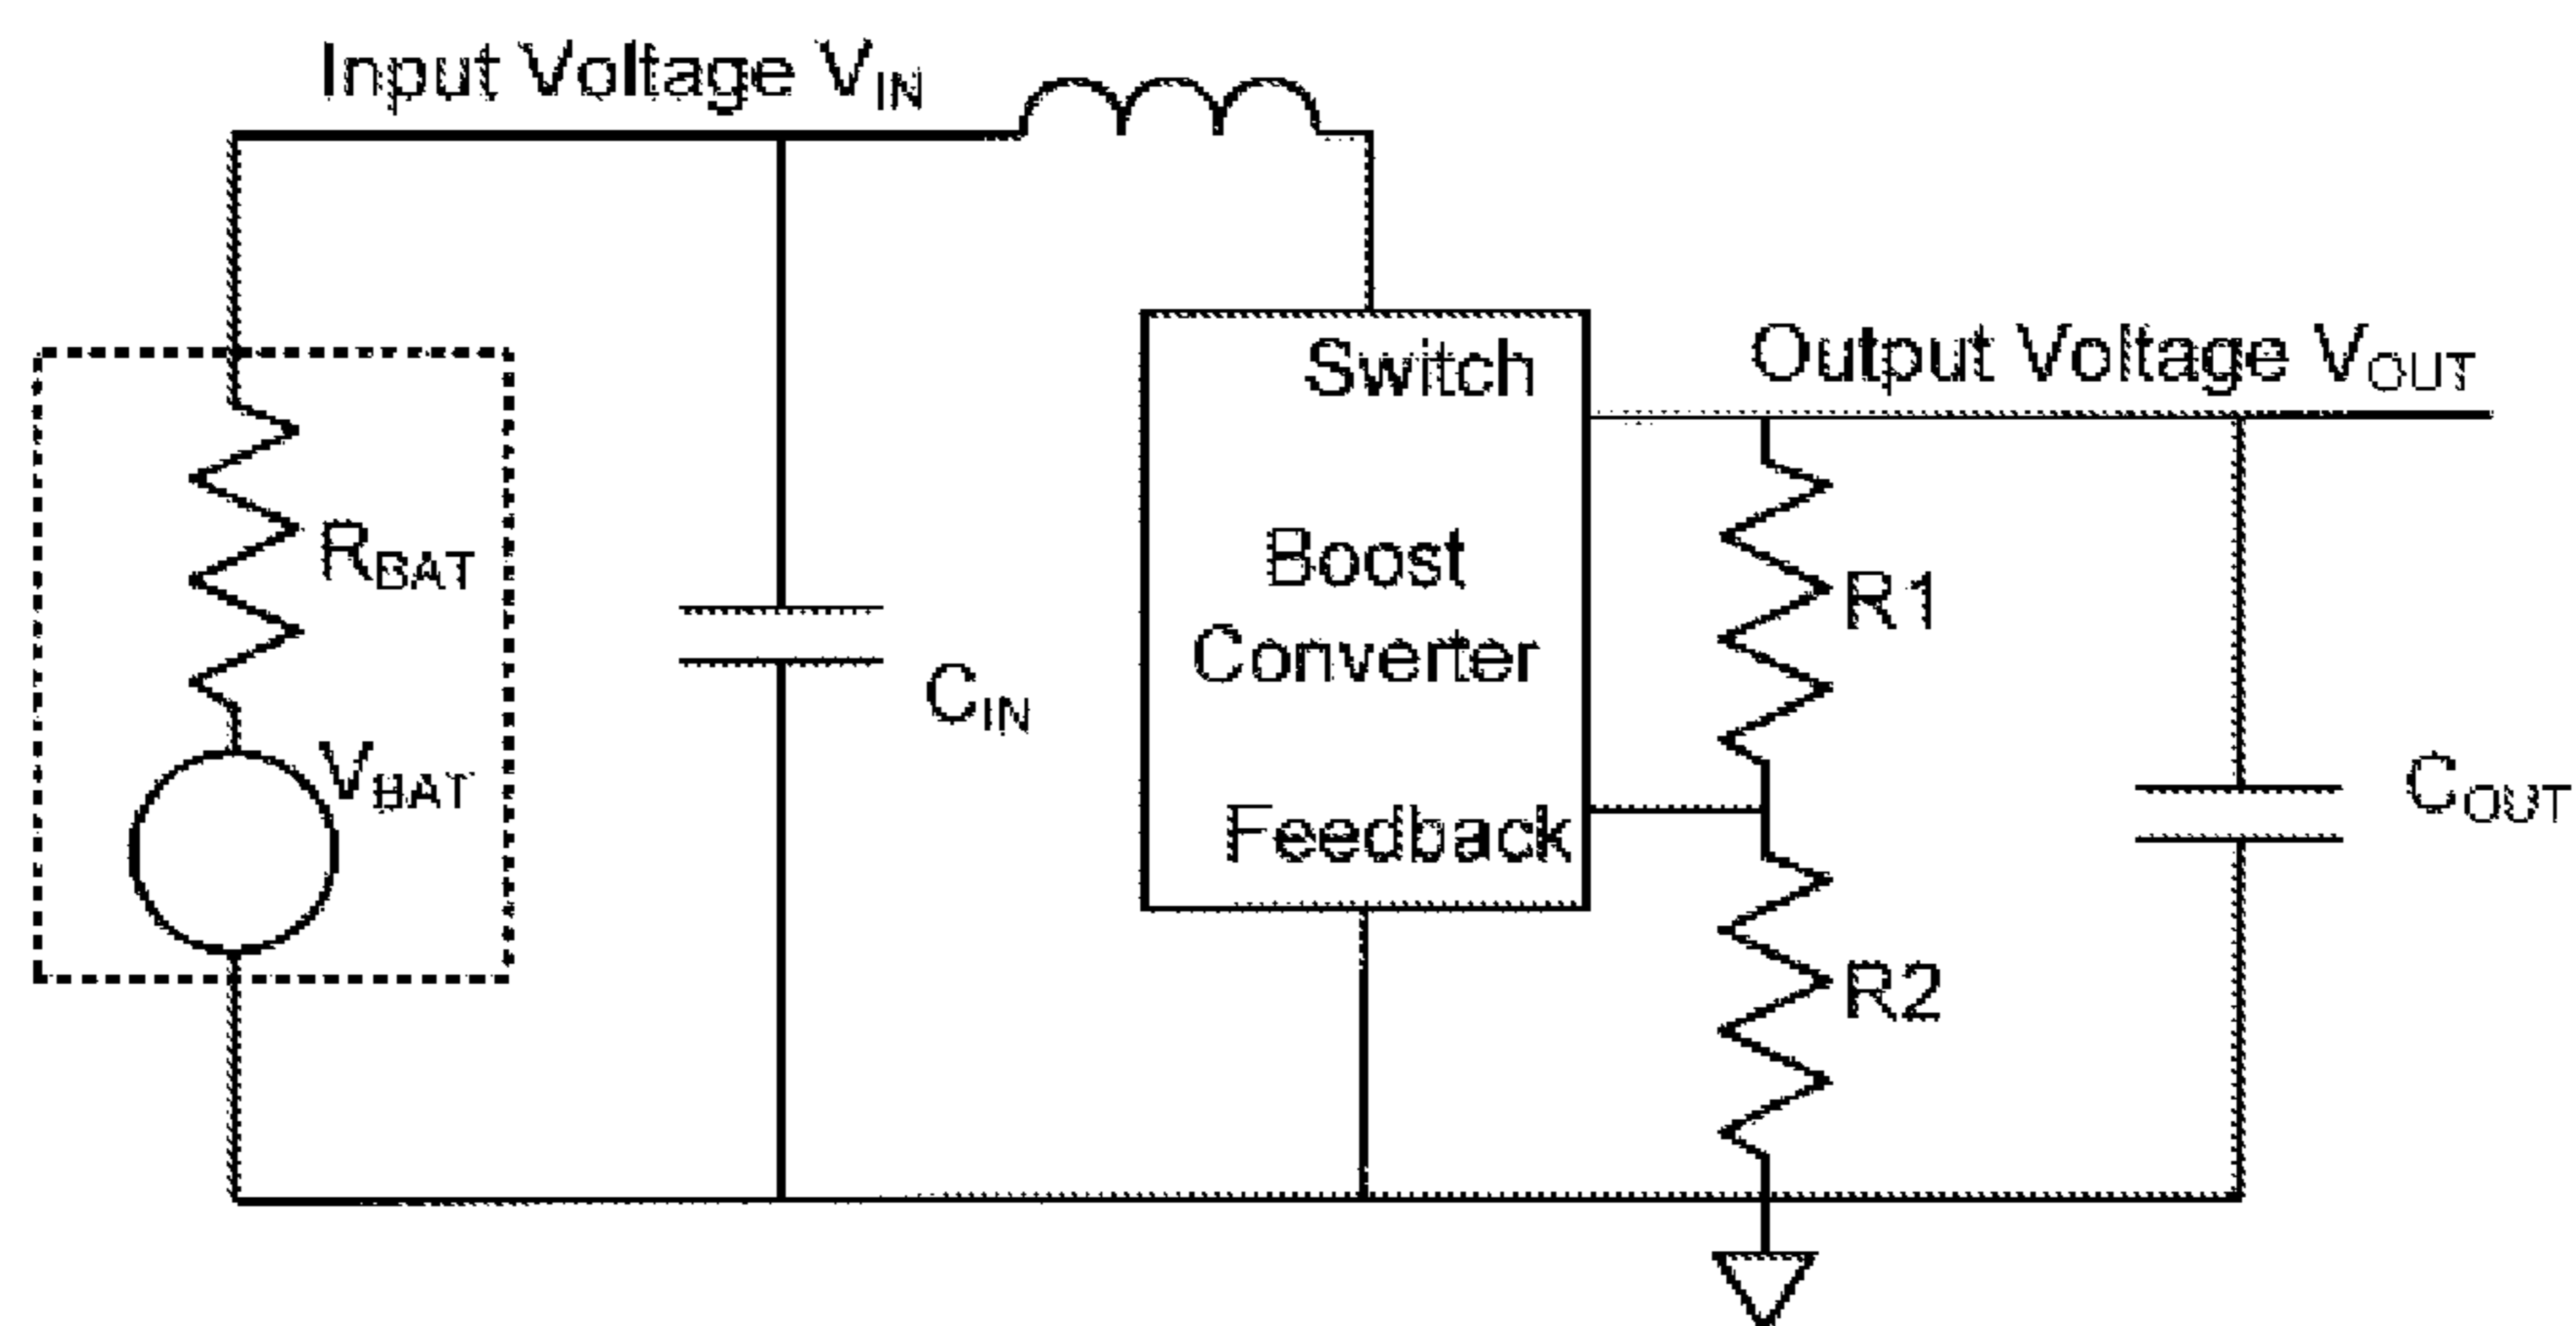 Input Voltage VIN
RBAT
VBAT
CIN
Switch
Boost
Converter
Feedback
Output Voltage VOUT
R1
R2
COUT